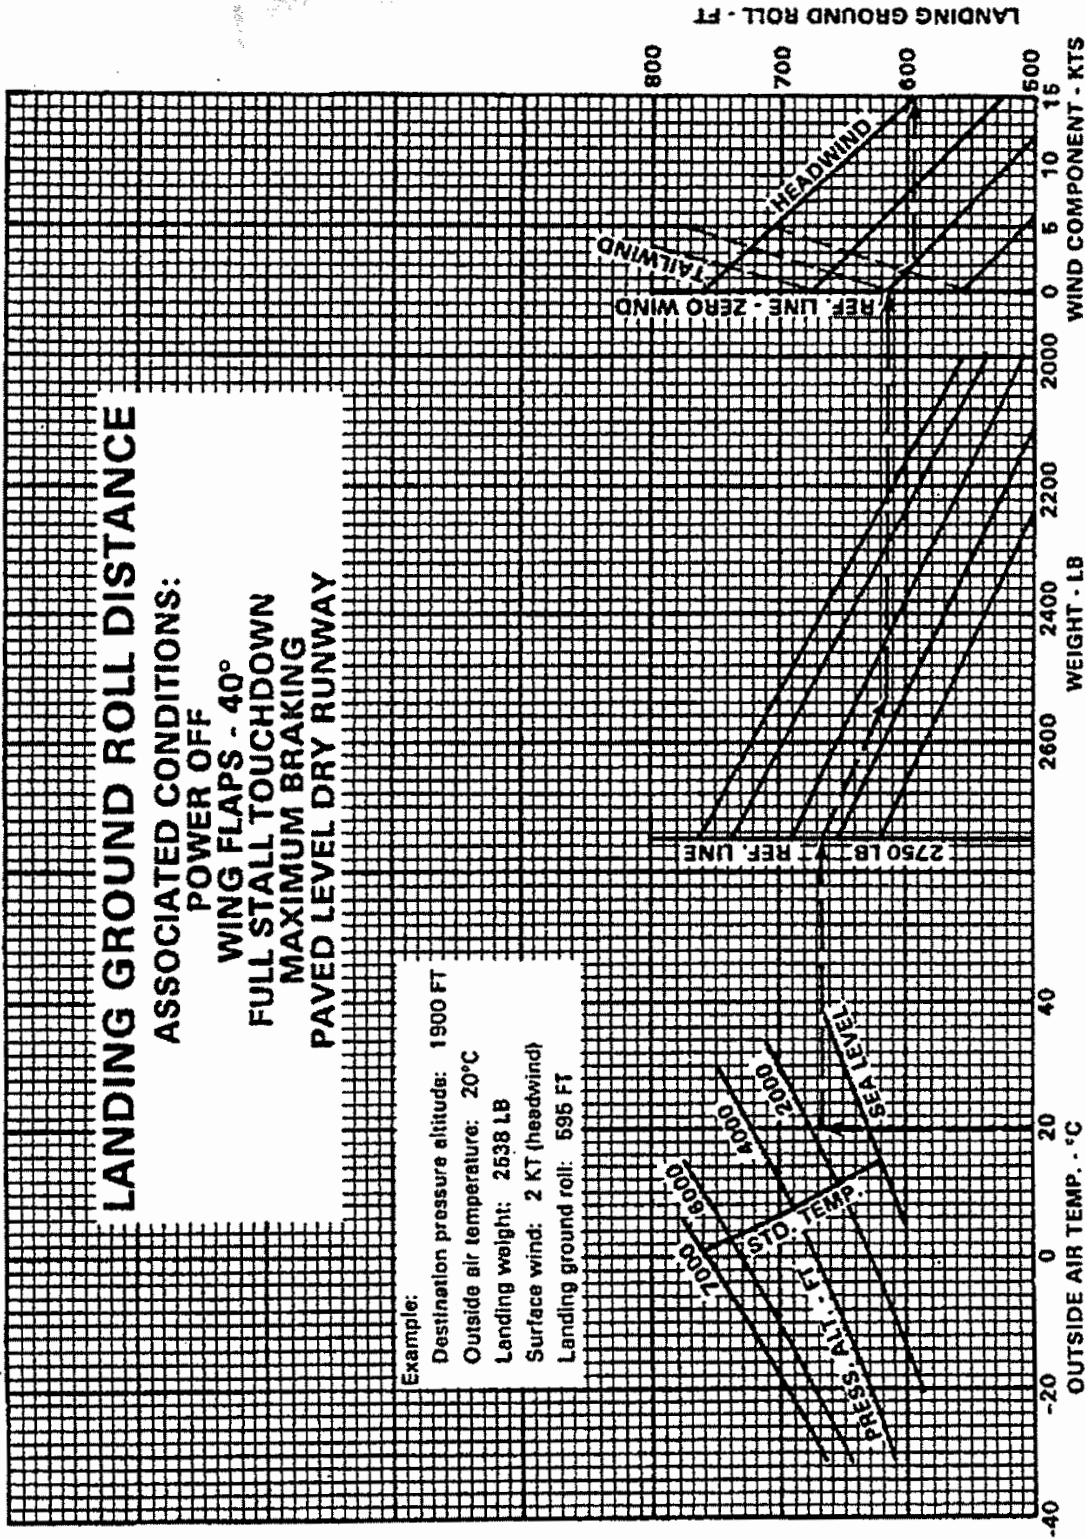 LANDING GROUND ROLL DISTANCE
ASSOCIATED CONDITIONS:
POWER OFF
WING FLAPS - 40°
FULL STALL TOUCHDOWN
MAXIMUM BRAKING
PAVED LEVEL DRY RUNWAY
Example:
Destination pressure altitude: 1900 FT
Outside air temperature: 20°C
Landing weight: 2538 LB
Surface wind: 2 KT (headwind)
Landing ground roll: 595 FT
7000
6000
4000
2000
SEA LEVEL
STD. TEMP.
PRESS. ALT. - FT
REF. LINE
2750 LB
REF. LINE - ZERO WIND
TAILWIND
HEADWIND
800
700
600
500
LANDING GROUND ROLL - FT
-40
-20
0
20
40
OUTSIDE AIR TEMP. - °C
2600
2400
2200
2000
WEIGHT - LB
0
5
10
15
WIND COMPONENT - KTS